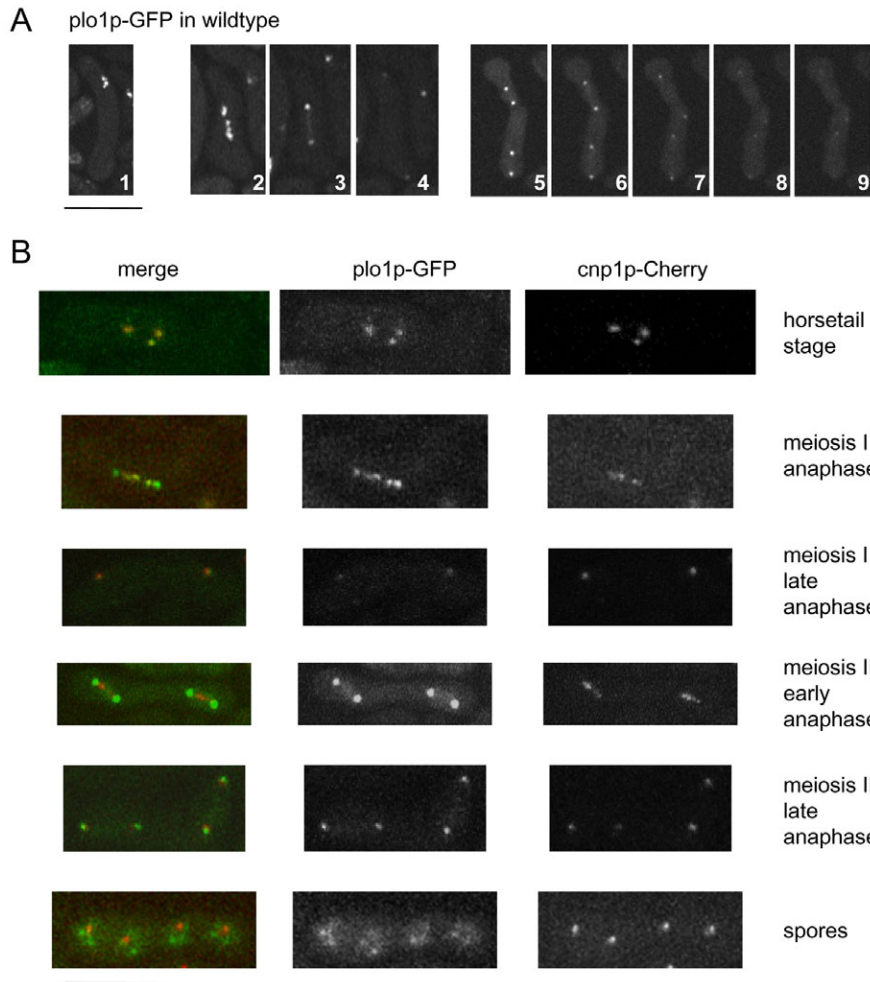 A
plo1p-GFP in wildtype
1 2 3 4 5 6 7 8 9
B
merge plo1p-GFP cnp1p-Cherry
horsetail
stage
meiosis I
anaphase
meiosis I
late
anaphase
meiosis II
early
anaphase
meiosis II
late
anaphase
spores